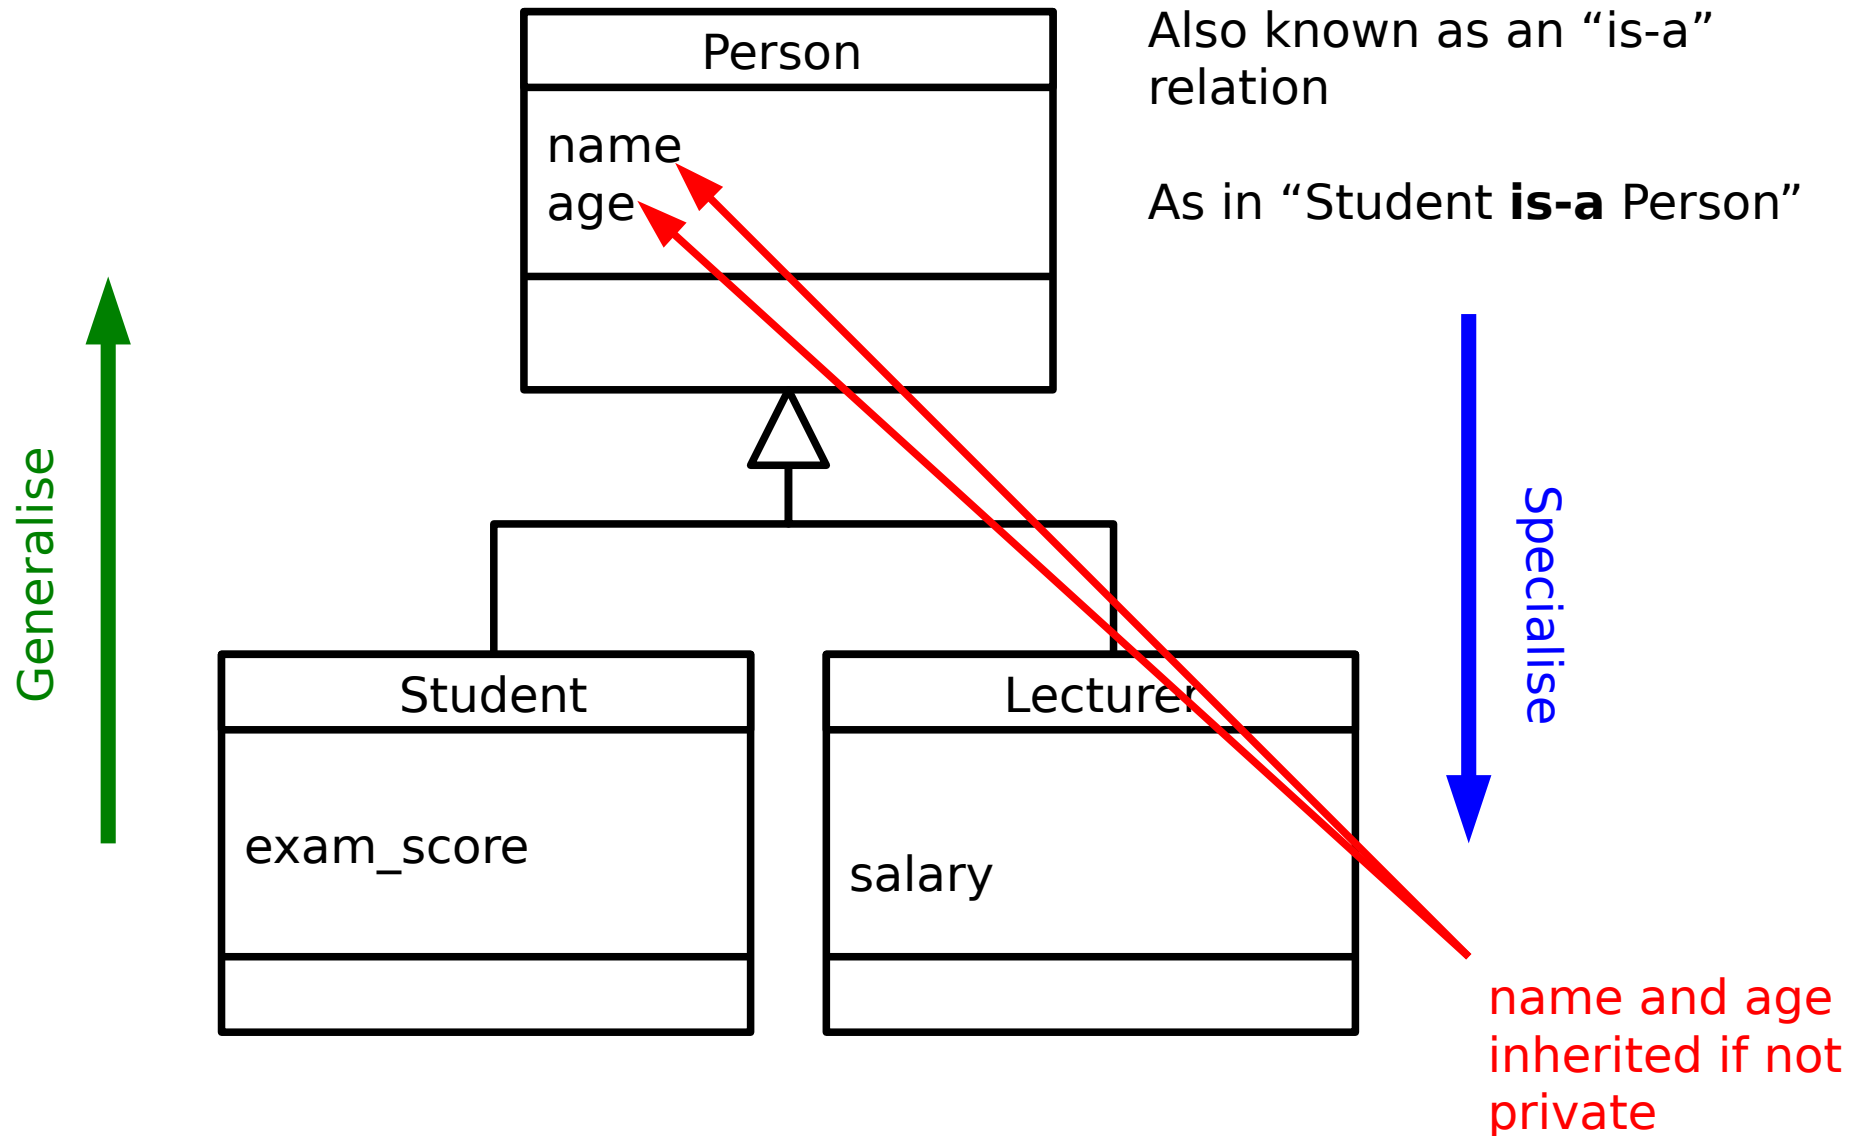 Person
name
age
Also known as an “is-a”
relation
As in “Student is-a Person”
Generalise
Specialise
Student
exam_score
Lecturer
salary
name and age
inherited if not
private